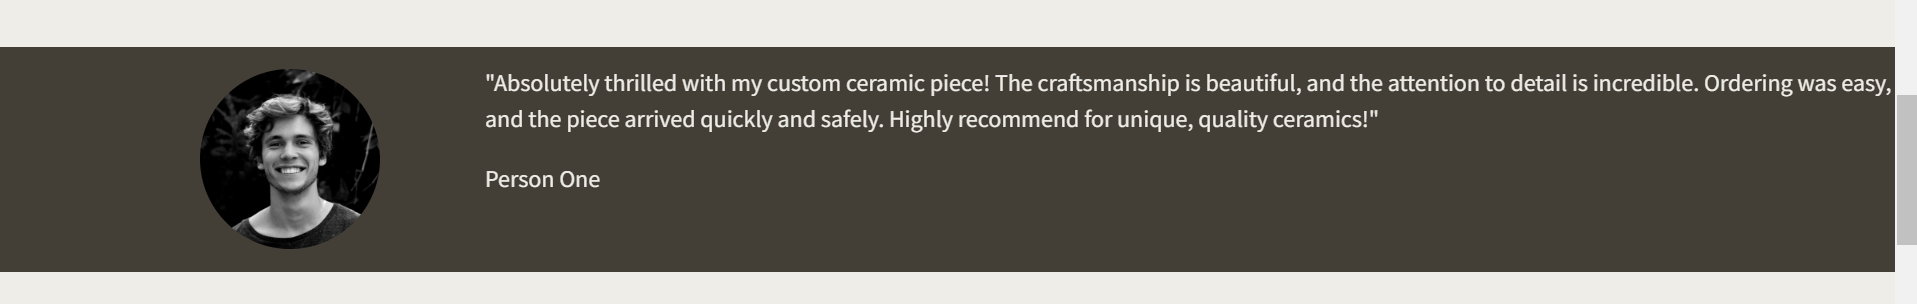 "Absolutely thrilled with my custom ceramic piece! The craftsmanship is beautiful, and the attention to detail is incredible. Ordering was easy,
and the piece arrived quickly and safely. Highly recommend for unique, quality ceramics!"
Person One